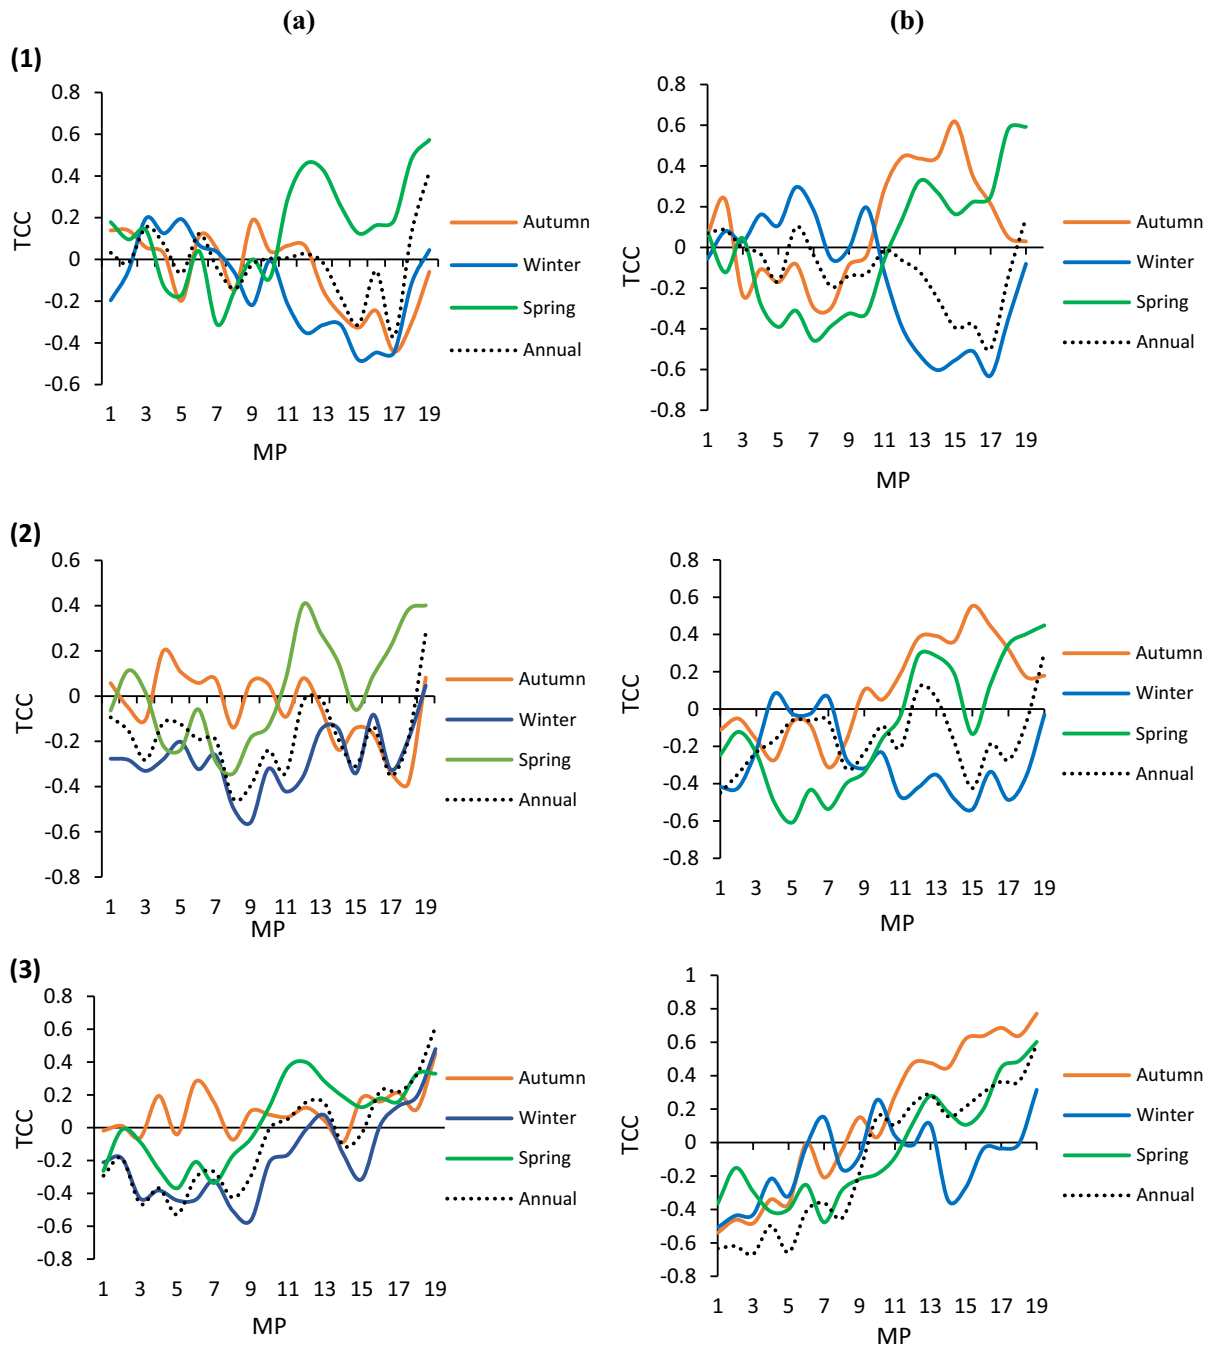 (a)
(b)
(1)
0.8
0.6
0.4
0.2
0
-0.2
-0.4
-0.6
TCC
1 3 5 7 9 11 13 15 17 19
MP
Autumn
Winter
Spring
Annual
0.8
0.6
0.4
0.2
0
-0.2
-0.4
-0.6
-0.8
TCC
1 3 5 7 9 11 13 15 17 19
MP
Autumn
Winter
Spring
Annual
(2)
0.6
0.4
0.2
0
-0.2
-0.4
-0.6
-0.8
TCC
1 3 5 7 9 11 13 15 17 19
MP
Autumn
Winter
Spring
Annual
0.8
0.6
0.4
0.2
0
-0.2
-0.4
-0.6
-0.8
TCC
1 3 5 7 9 11 13 15 17 19
MP
Autumn
Winter
Spring
Annual
(3)
0.8
0.6
0.4
0.2
0
-0.2
-0.4
-0.6
-0.8
TCC
1 3 5 7 9 11 13 15 17 19
MP
Autumn
Winter
Spring
Annual
1
0.8
0.6
0.4
0.2
0
-0.2
-0.4
-0.6
-0.8
TCC
1 3 5 7 9 11 13 15 17 19
MP
Autumn
Winter
Spring
Annual